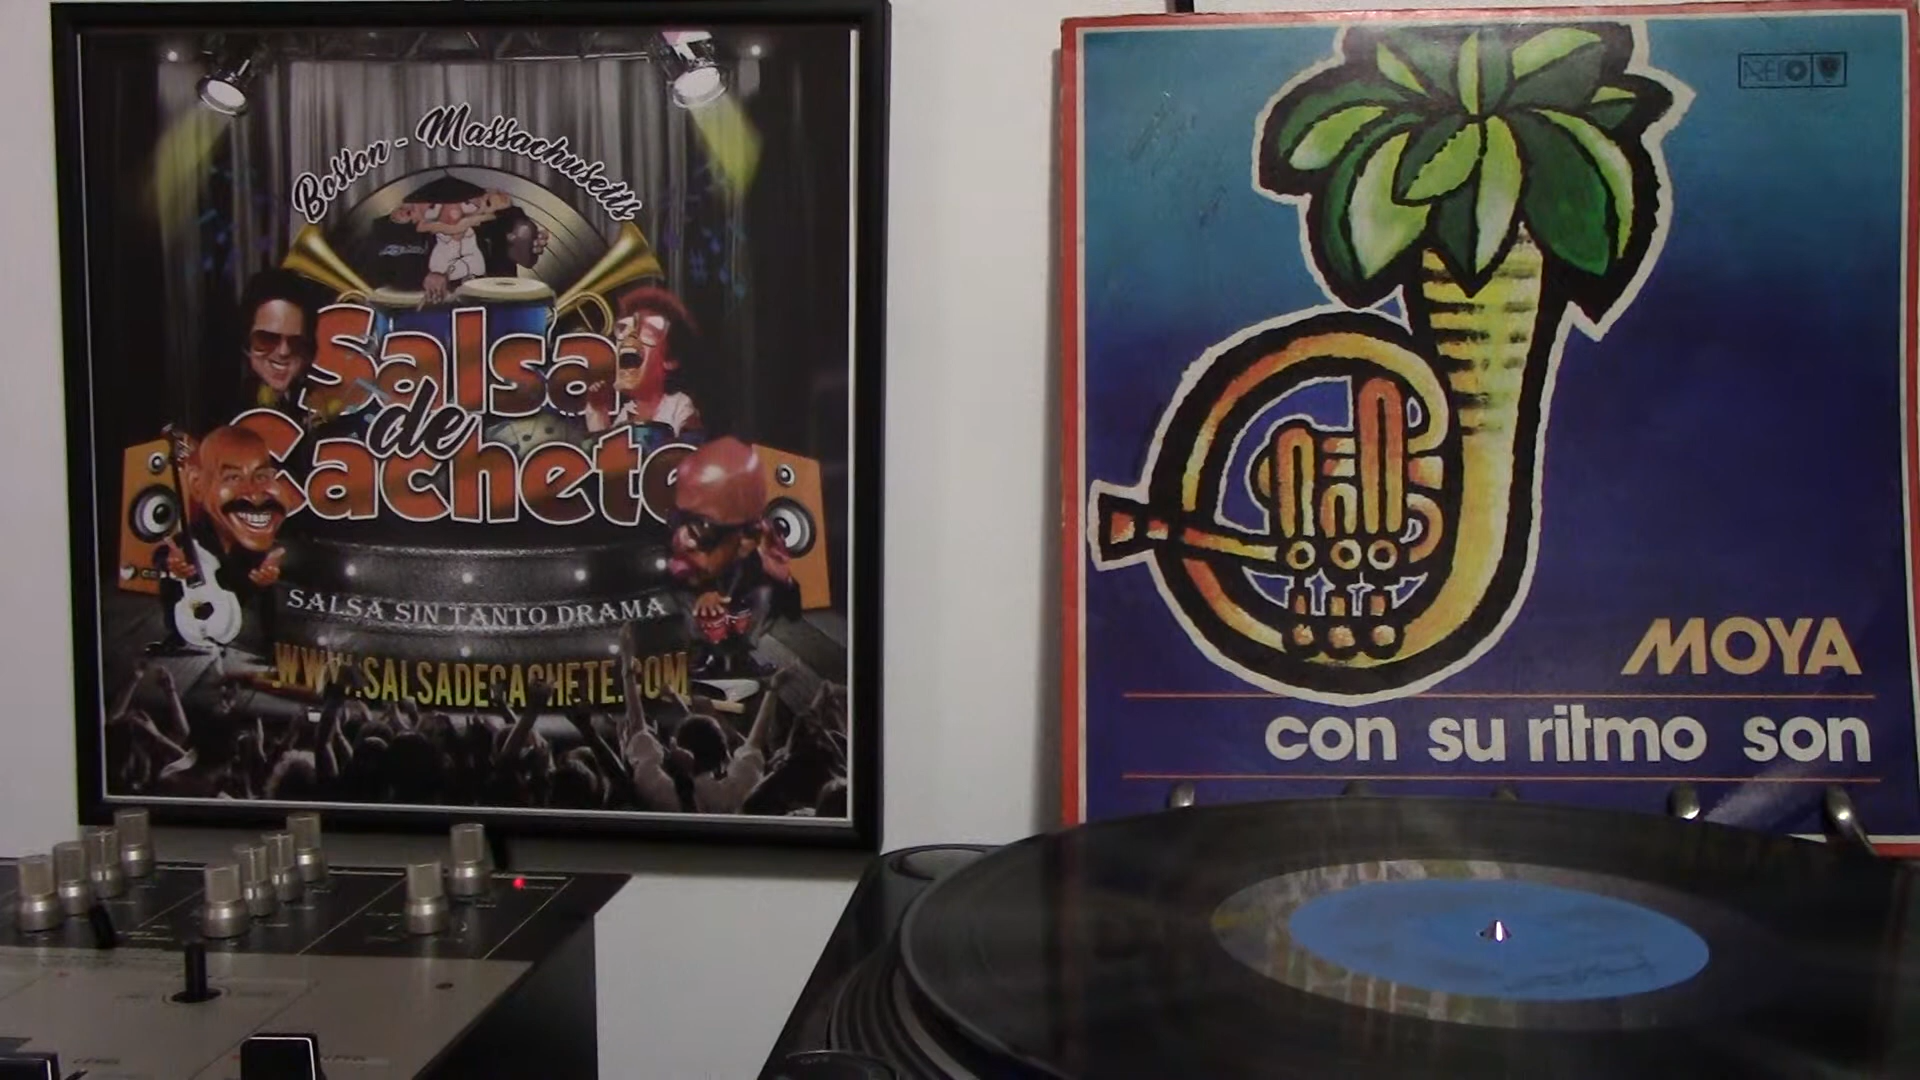 Boston - Massachusetts
Salsa
de
Cachete
SALSA SIN TANTO DRAMA
WWW.SALSADECACHETE.COM
MOYA
con su ritmo son